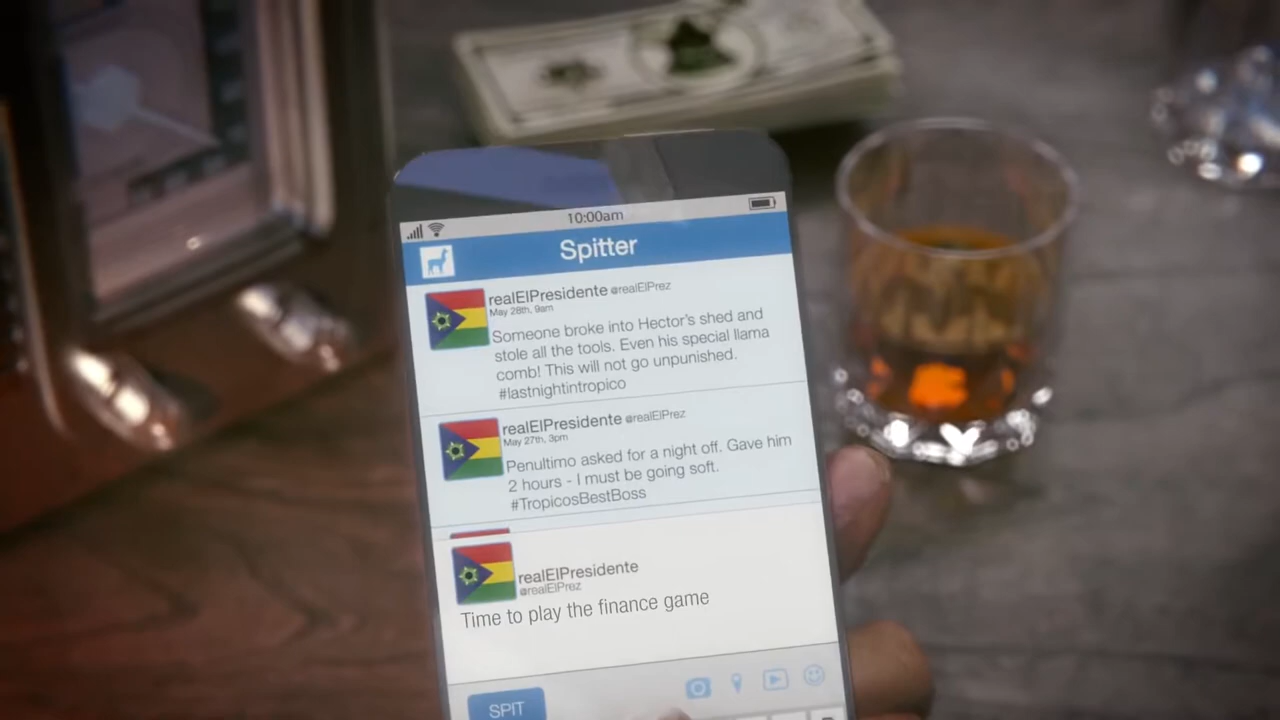 10:00am
Spitter
realElPresidente @realElPrez
May 28th, 9am
Someone broke into Hector's shed and
stole all the tools. Even his special llama
comb! This will not go unpunished.
#lastnightintropico
realElPresidente @realElPrez
May 27th, 3pm
Penultimo asked for a night off. Gave him
2 hours - I must be going soft.
#TropicosBestBoss
realElPresidente
@realElPrez
Time to play the finance game
SPIT